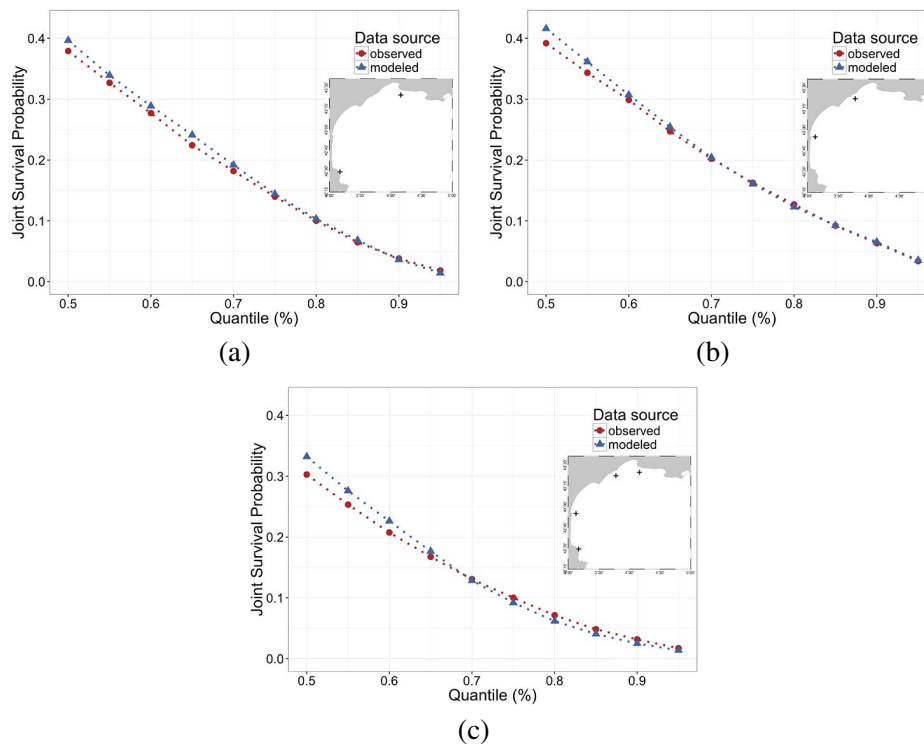 Data source
observed
modeled
Joint Survival Probability
0.4
0.3
0.2
0.1
0.0
0.5 0.6 0.7 0.8 0.9
Quantile (%)
(a)
Data source
observed
modeled
Joint Survival Probability
0.4
0.3
0.2
0.1
0.0
0.5 0.6 0.7 0.8 0.9
Quantile (%)
(b)
Data source
observed
modeled
Joint Survival Probability
0.4
0.3
0.2
0.1
0.0
0.5 0.6 0.7 0.8 0.9
Quantile (%)
(c)